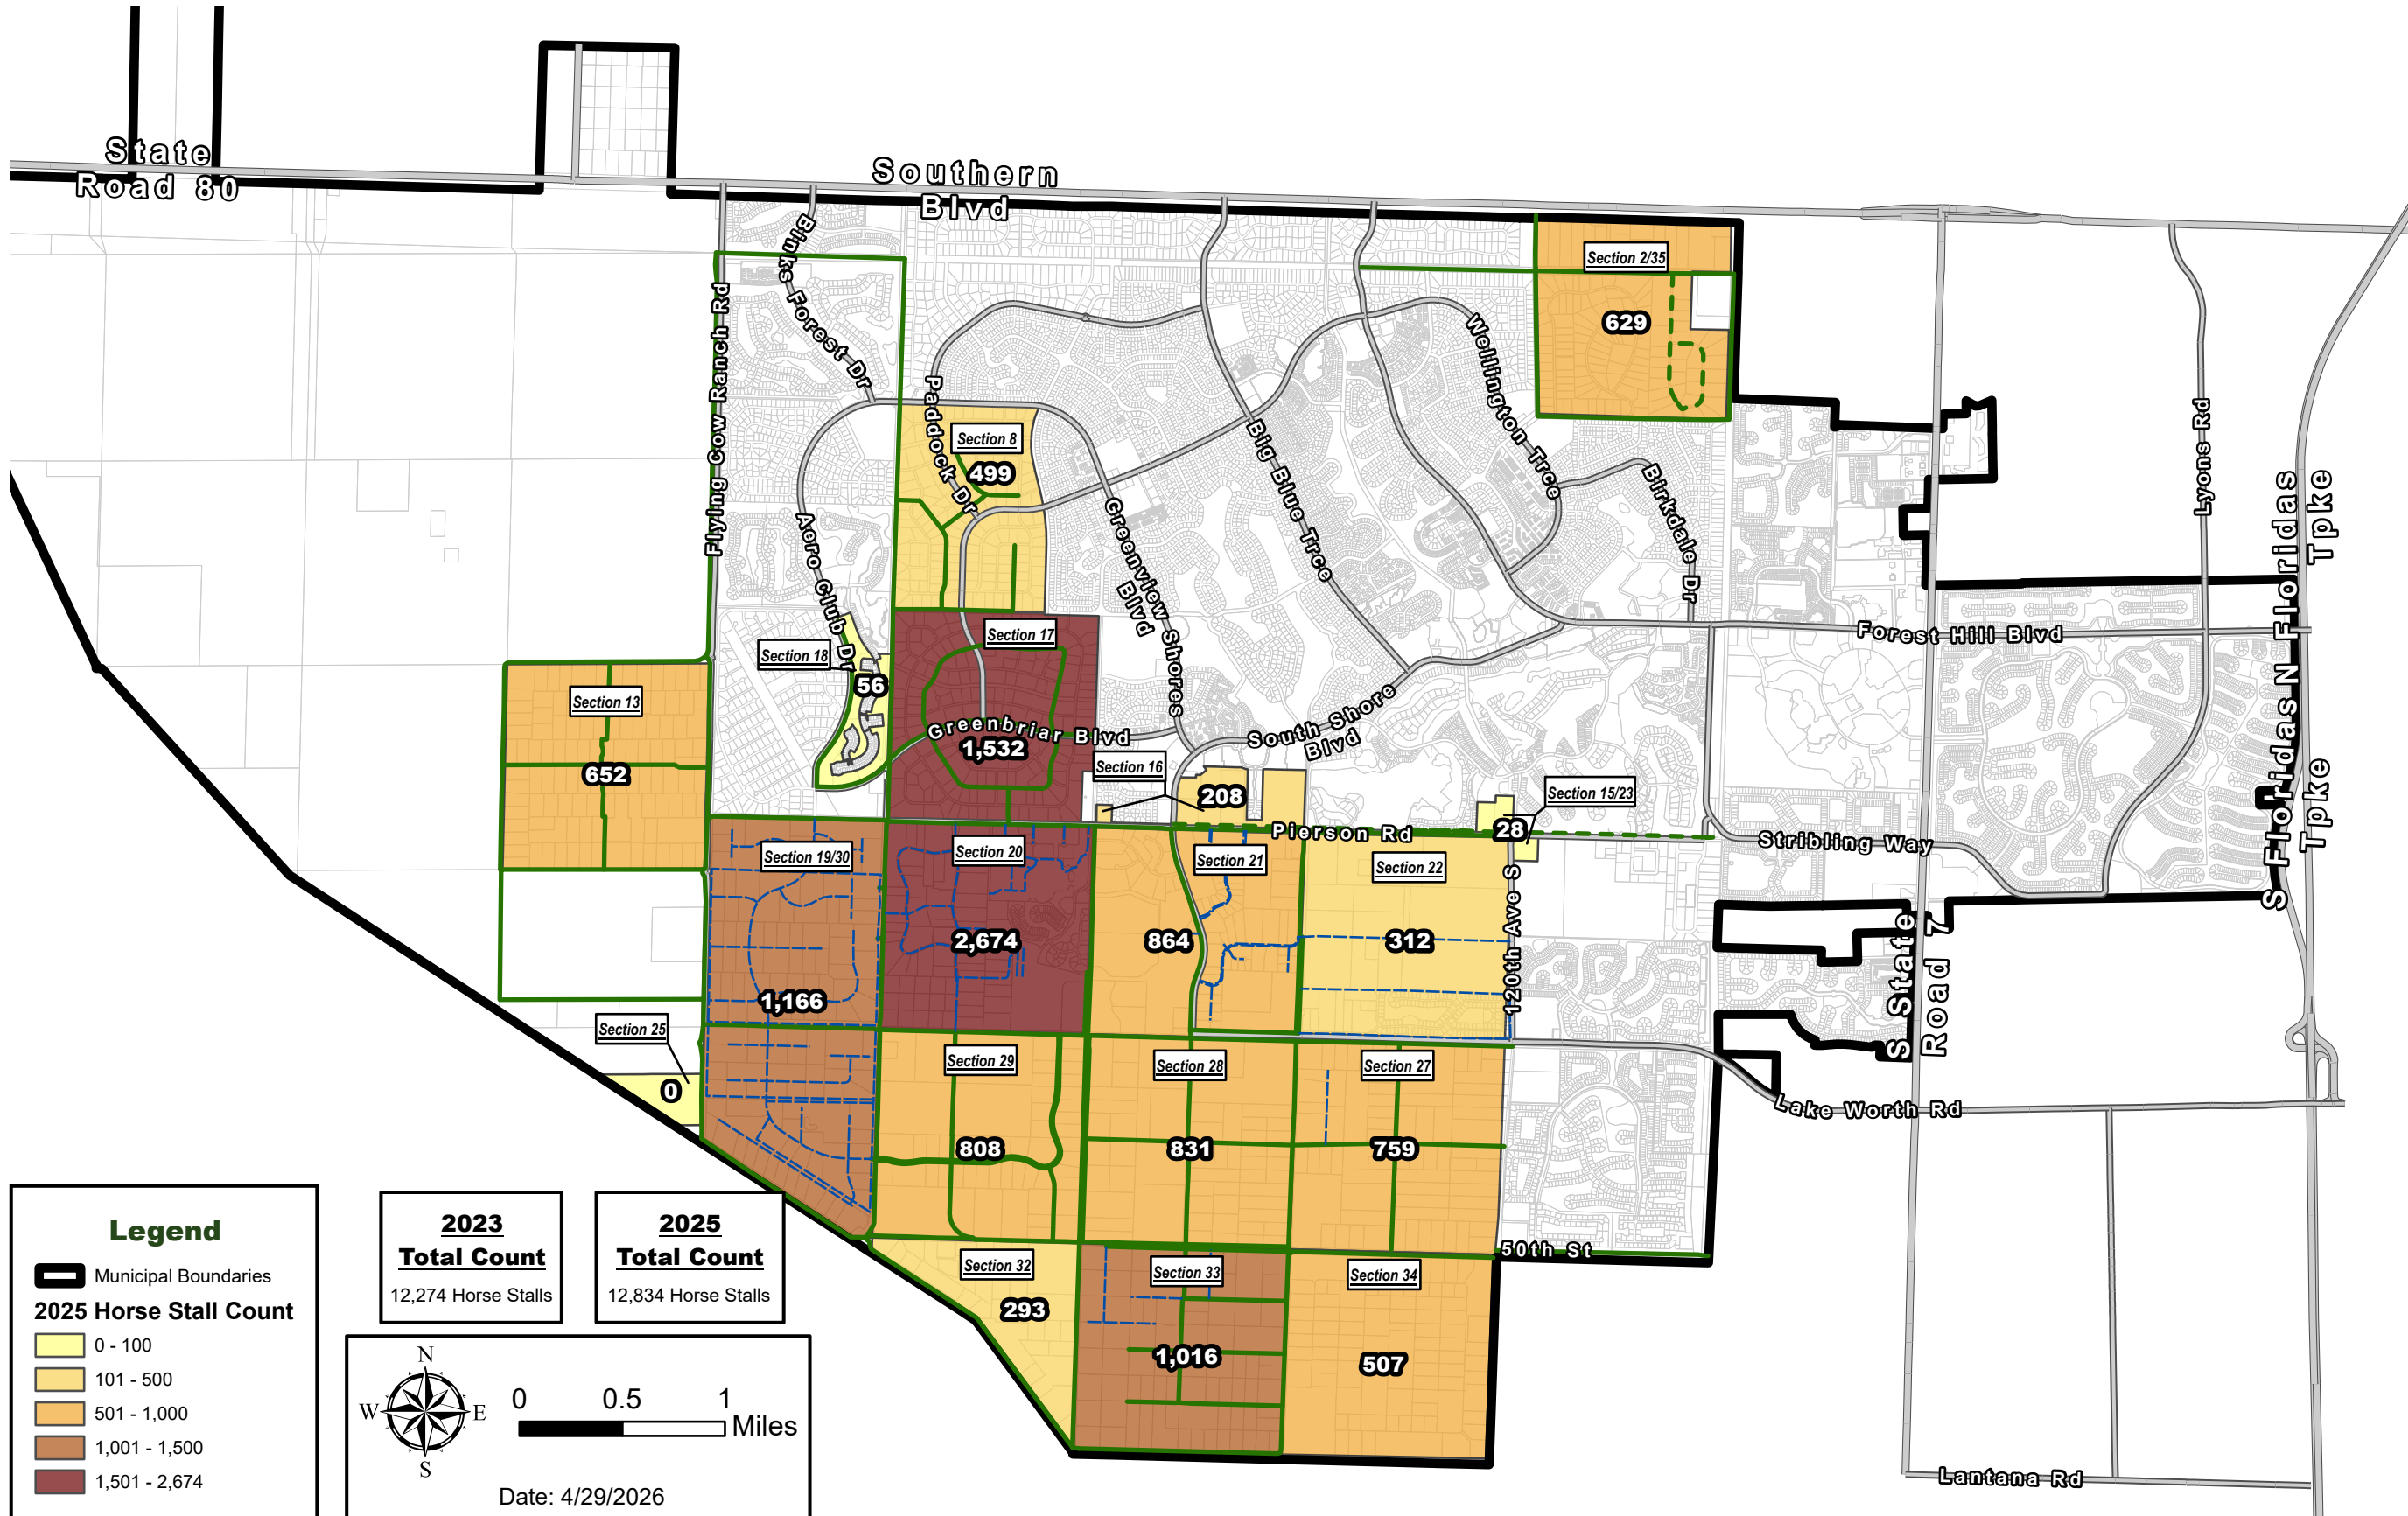 State
Road 80
Southern
Blvd
Binks Forest Dr
Flying Cow Ranch Rd
Paddock Dr
Section 8
499
Aero Club Dr
Greenview Shores
Blvd
Big Blue Trce
Wellington Trce
Birkdale Dr
Section 2/35
629
Lyons Rd
N Floridas
Tpke
S Floridas
Tpke
Forest Hill Blvd
Section 17
Section 18
56
Section 13
652
Greenbriar Blvd
1,532
South Shore
Blvd
Section 16
208
Section 15/23
28
Pierson Rd
Stribling Way
Section 19/30
1,166
Section 20
2,674
Section 21
864
Section 22
312
120th Ave S
S State
Road 7
Section 25
0
Section 29
808
Section 28
831
Section 27
759
Lake Worth Rd
50th St
Section 32
293
Section 33
1,016
Section 34
507
Lantana Rd
Legend
Municipal Boundaries
2025 Horse Stall Count
0 - 100
101 - 500
501 - 1,000
1,001 - 1,500
1,501 - 2,674
2023
Total Count
12,274 Horse Stalls
2025
Total Count
12,834 Horse Stalls
N
W E
S
0 0.5 1
Miles
Date: 4/29/2026